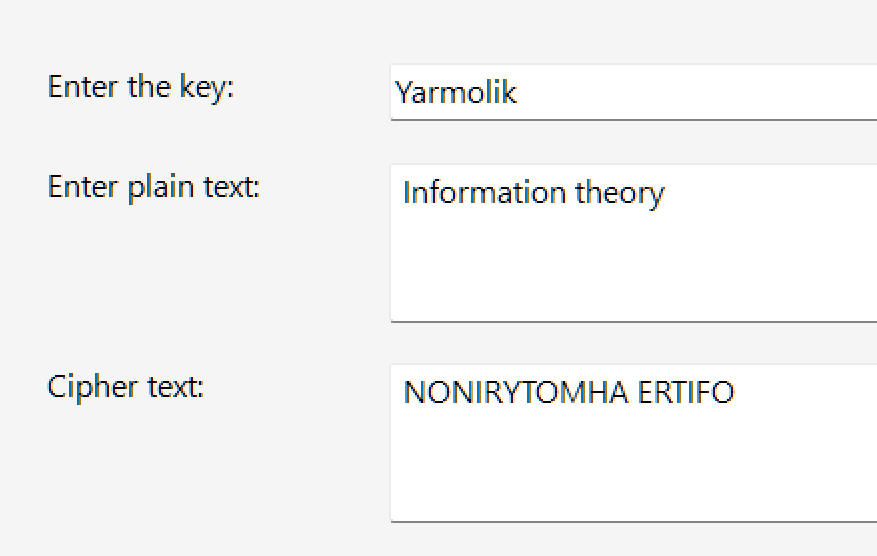 Enter the key:
Yarmolik
Enter plain text:
Information theory
Cipher text:
NONIRYTOMHA ERTIFO